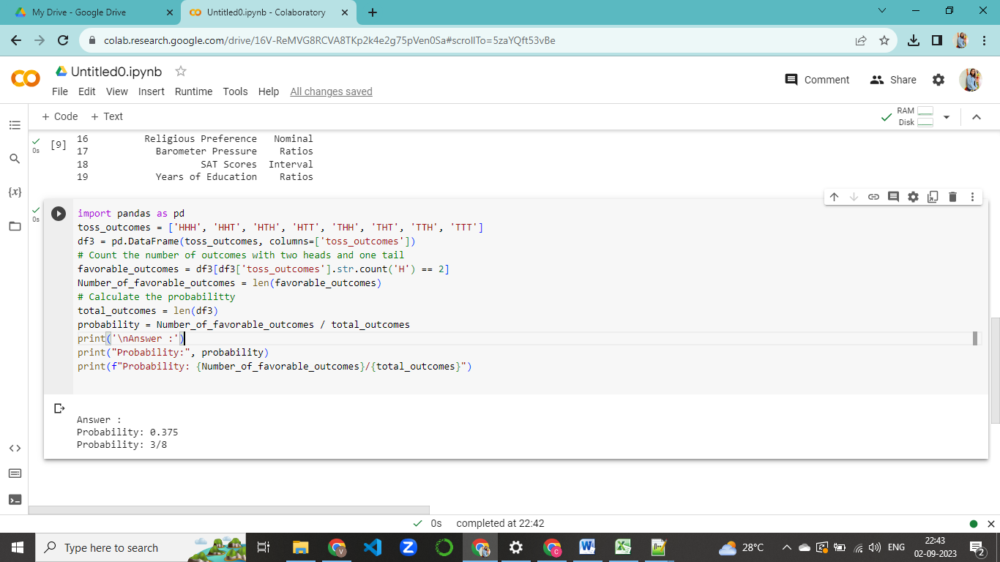 My Drive - Google Drive
Untitled0.ipynb - Colaboratory
colab.research.google.com/drive/16V-ReMVG8RCVA8TKp2k4e2g75pVen0Sa#scrollTo=5zaYQft53vBe
Untitled0.ipynb
File Edit View Insert Runtime Tools Help All changes saved
Comment Share
+ Code + Text
RAM
Disk
0s
[9]
16 Religious Preference Nominal
17 Barometer Pressure Ratios
18 SAT Scores Interval
19 Years of Education Ratios
{x}
0s
import pandas as pd
toss_outcomes = ['HHH', 'HHT', 'HTH', 'HTT', 'THH', 'THT', 'TTH', 'TTT']
df3 = pd.DataFrame(toss_outcomes, columns=['toss_outcomes'])
# Count the number of outcomes with two heads and one tail
favorable_outcomes = df3[df3['toss_outcomes'].str.count('H') == 2]
Number_of_favorable_outcomes = len(favorable_outcomes)
# Calculate the probabilitty
total_outcomes = len(df3)
probability = Number_of_favorable_outcomes / total_outcomes
print('\nAnswer :')
print("Probability:", probability)
print(f"Probability: {Number_of_favorable_outcomes}/{total_outcomes}")
Answer :
Probability: 0.375
Probability: 3/8
0s completed at 22:42
Type here to search
28°C
ENG
22:43
02-09-2023
2